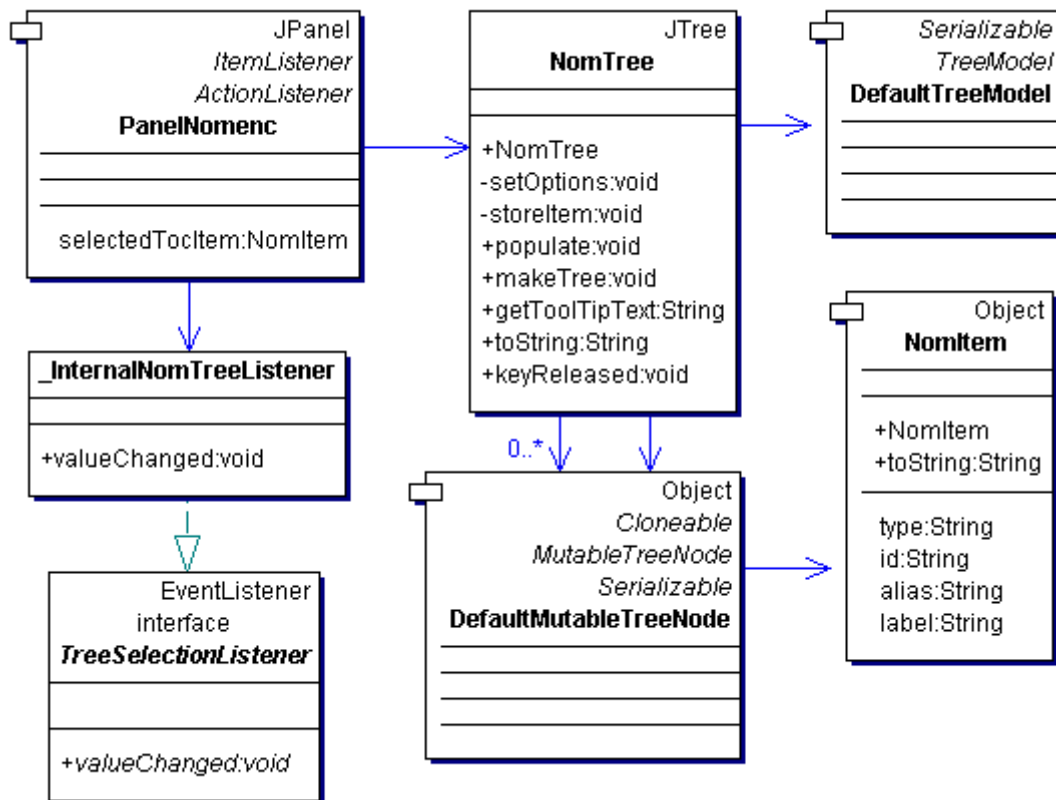 JPanel
ItemListener
ActionListener
PanelNomenc
selectedTocItem:NomItem
JTree
NomTree
+NomTree
-setOptions:void
-storeItem:void
+populate:void
+makeTree:void
+getToolTipText:String
+toString:String
+keyReleased:void
Serializable
TreeModel
DefaultTreeModel
_InternalNomTreeListener
+valueChanged:void
0..*
Object
NomItem
+NomItem
+toString:String
type:String
id:String
alias:String
label:String
EventListener
interface
TreeSelectionListener
+valueChanged:void
Object
Cloneable
MutableTreeNode
Serializable
DefaultMutableTreeNode